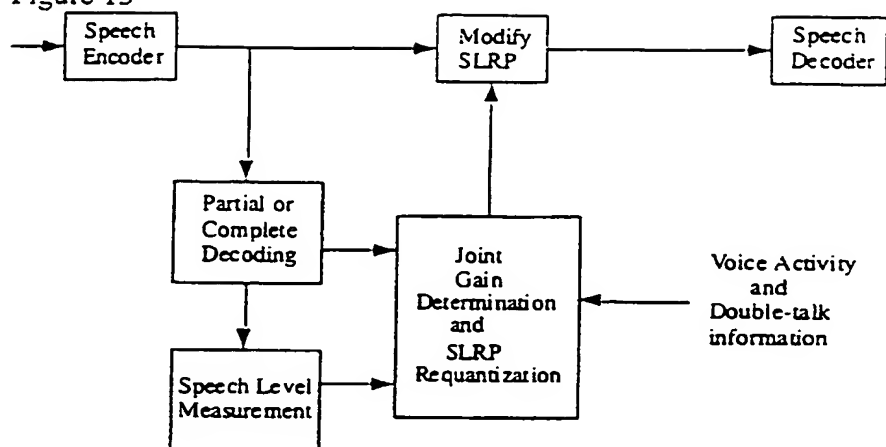 Figure 13
Speech
Encoder
Modify
SLRP
Speech
Decoder
Partial or
Complete
Decoding
Joint
Gain
Determination
and
SLRP
Requantization
Voice Activity
and
Double-talk
information
Speech Level
Measurement